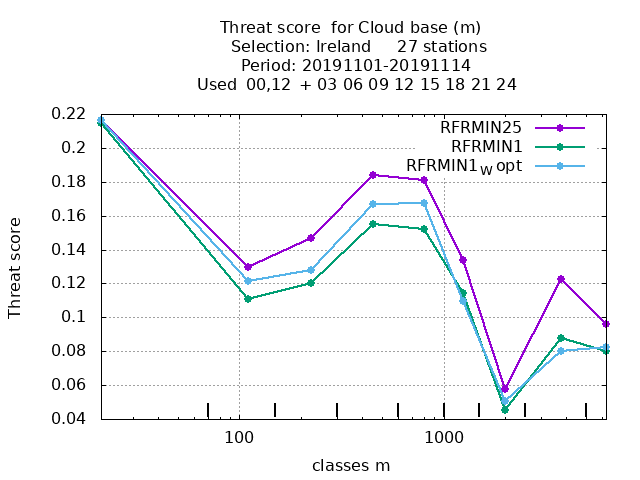 Threat score  for Cloud base (m)
Selection: Ireland     27 stations
Period: 20191101-20191114
Used  00,12  + 03 06 09 12 15 18 21 24
RFRMIN25
RFRMIN1
RFRMIN1W opt
0.22
0.2
0.18
0.16
0.14
0.12
0.1
0.08
0.06
0.04
Threat score
100
1000
classes m